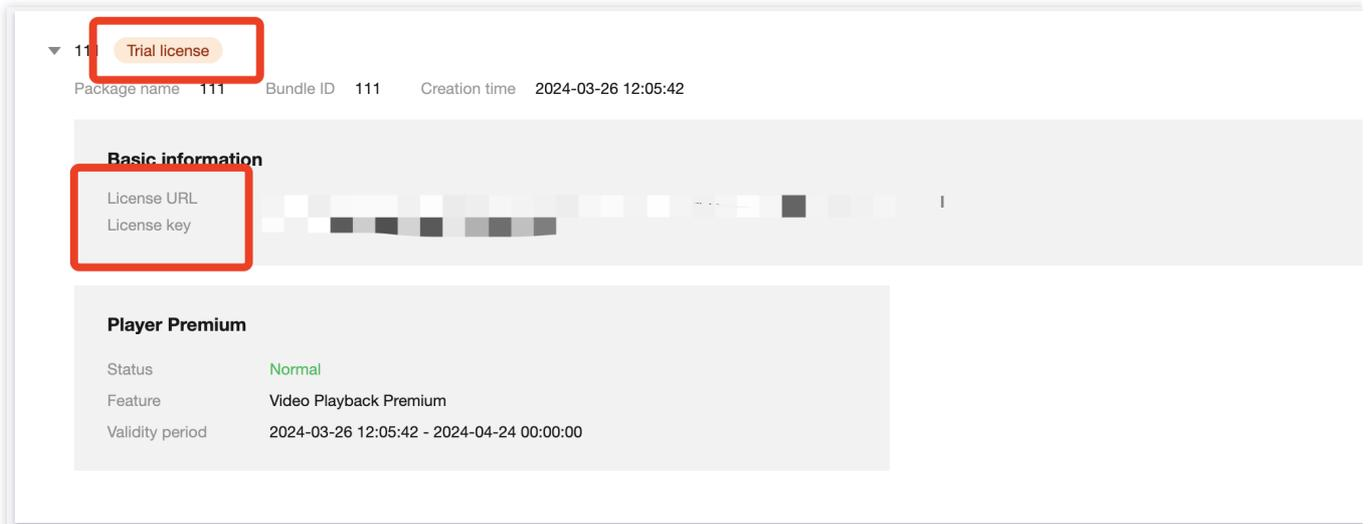 111 Trial license
Package name 111 Bundle ID 111 Creation time 2024-03-26 12:05:42
Basic information
License URL
License key
Player Premium
Status Normal
Feature Video Playback Premium
Validity period 2024-03-26 12:05:42 - 2024-04-24 00:00:00